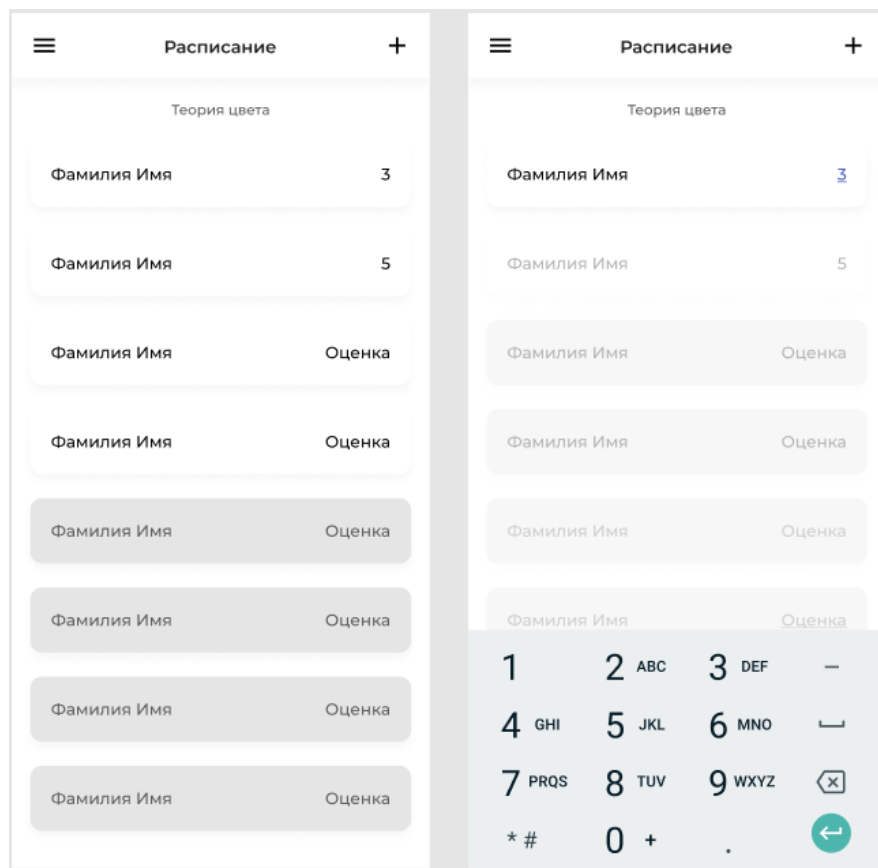 Расписание +
Теория цвета
Фамилия Имя 3
Фамилия Имя 5
Фамилия Имя Оценка
Фамилия Имя Оценка
Фамилия Имя Оценка
Фамилия Имя Оценка
Фамилия Имя Оценка
Фамилия Имя Оценка
Расписание +
Теория цвета
Фамилия Имя 3
Фамилия Имя 5
Фамилия Имя Оценка
Фамилия Имя Оценка
Фамилия Имя Оценка
Фамилия Имя Оценка
1 2 ABC 3 DEF –
4 GHI 5 JKL 6 MNO
7 PRQS 8 TUV 9 WXYZ
* # 0 + .